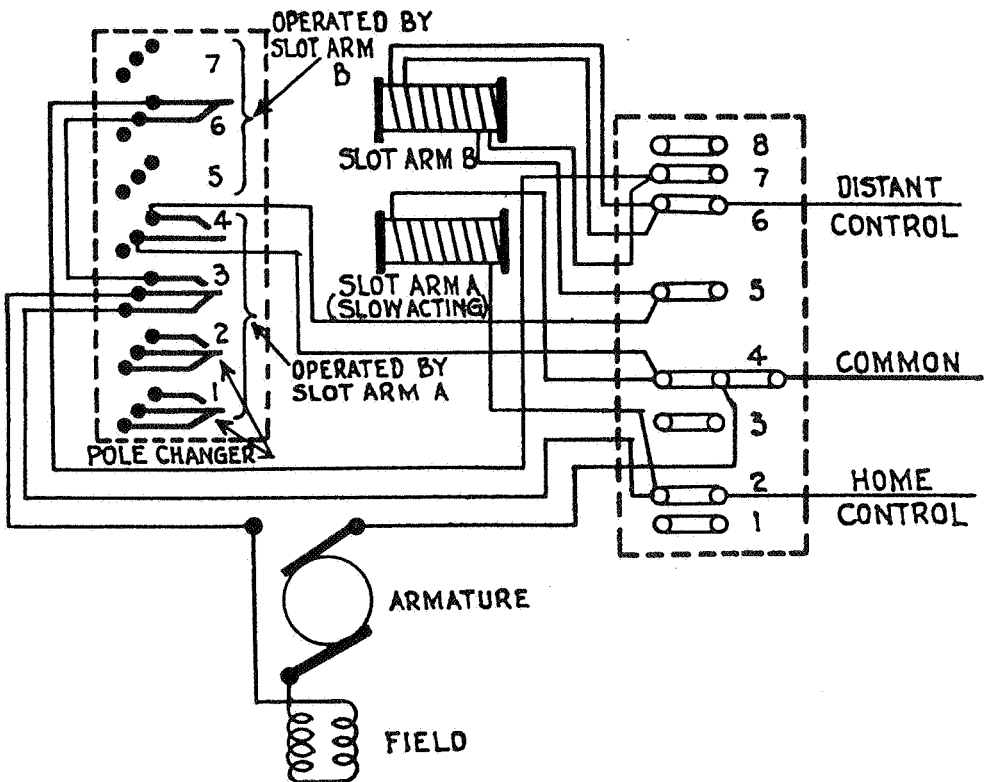 OPERATED BY
SLOT ARM
B
7
6
5
4
3
2
1
OPERATED BY
SLOT ARM A
POLE CHANGER
SLOT ARM B
SLOT ARM A
(SLOW ACTING)
8
7
6
5
4
3
2
1
DISTANT
CONTROL
COMMON
HOME
CONTROL
ARMATURE
FIELD